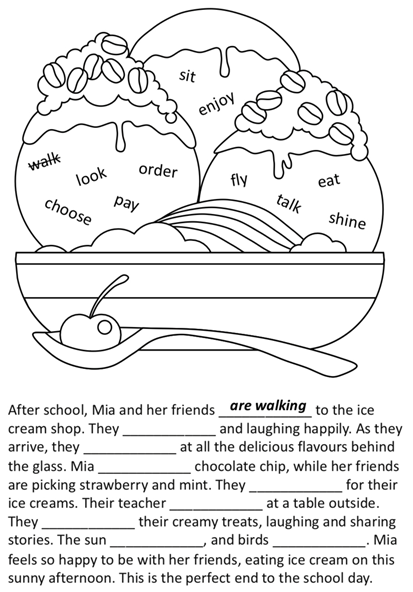 sit
enjoy
walk
look
order
choose
pay
fly
eat
talk
shine
After school, Mia and her friends ___are walking___ to the ice
cream shop. They ____________ and laughing happily. As they
arrive, they ____________ at all the delicious flavours behind
the glass. Mia ____________ chocolate chip, while her friends
are picking strawberry and mint. They ____________ for their
ice creams. Their teacher ____________ at a table outside.
They ____________ their creamy treats, laughing and sharing
stories. The sun ____________, and birds ____________. Mia
feels so happy to be with her friends, eating ice cream on this
sunny afternoon. This is the perfect end to the school day.